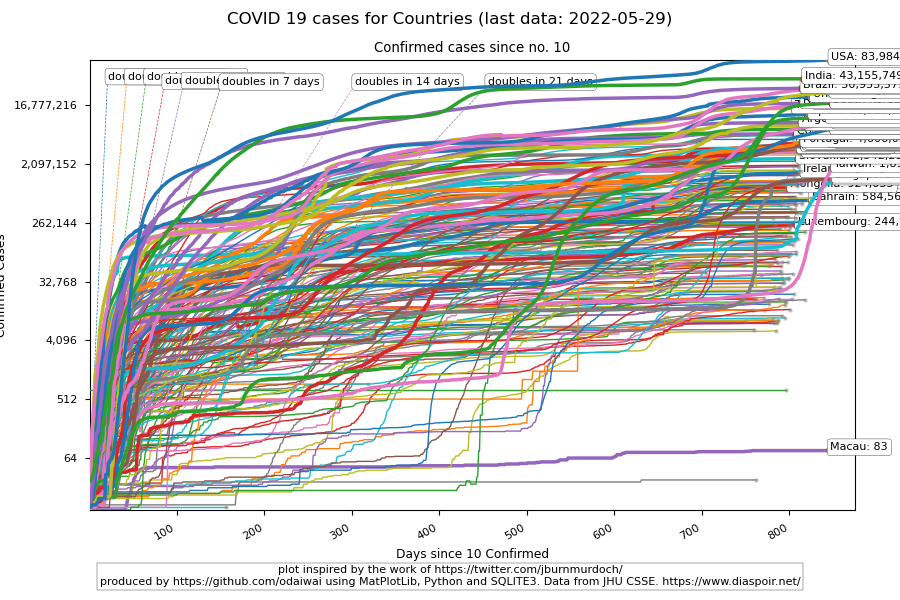 COVID 19 cases for Countries (last data: 2022-05-29)
Confirmed cases since no. 10
doubles in 7 days
doubles in 14 days
doubles in 21 days
USA: 83,984
India: 43,155,749
Portugal:
Taiwan:
Bahrain: 584,56
Luxembourg: 244,
Macau: 83
16,777,216
2,097,152
262,144
32,768
4,096
512
64
Confirmed Cases
100
200
300
400
500
600
700
800
Days since 10 Confirmed
plot inspired by the work of https://twitter.com/jburnmurdoch/
produced by https://github.com/odaiwai using MatPlotLib, Python and SQLITE3. Data from JHU CSSE. https://www.diaspoir.net/